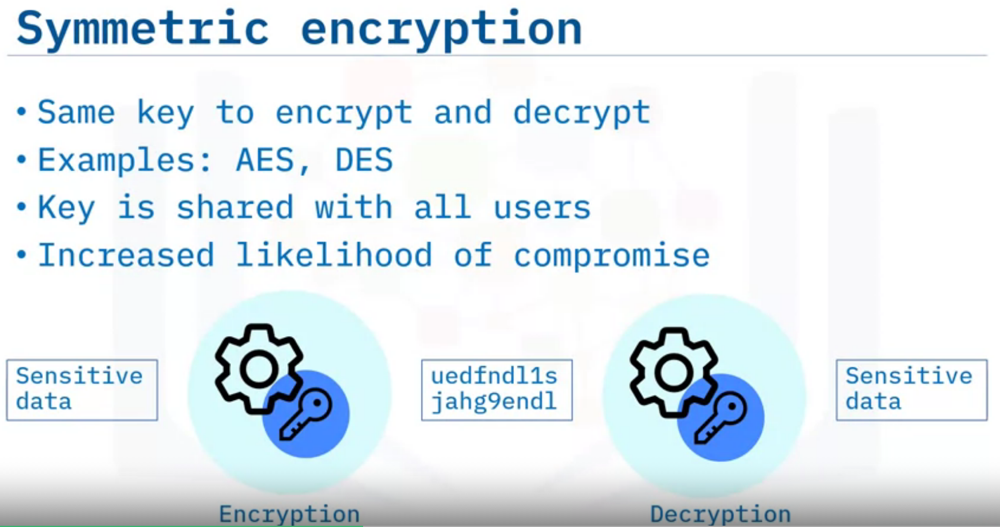 Symmetric encryption
• Same key to encrypt and decrypt
• Examples: AES, DES
• Key is shared with all users
• Increased likelihood of compromise
Sensitive
data
uedfndl1s
jahg9endl
Sensitive
data
Encryption
Decryption